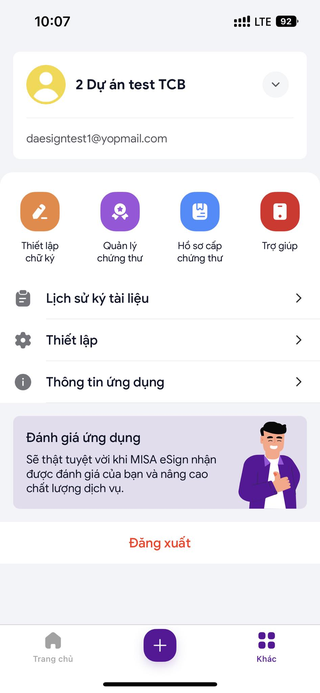 10:07
LTE 92
2 Dự án test TCB
daesigntest1@yopmail.com
Thiết lập
chữ ký
Quản lý
chứng thư
Hồ sơ cấp
chứng thư
Trợ giúp
Lịch sử ký tài liệu
Thiết lập
Thông tin ứng dụng
Đánh giá ứng dụng
Sẽ thật tuyệt vời khi MISA eSign nhận
được đánh giá của bạn và nâng cao
chất lượng dịch vụ.
Đăng xuất
Trang chủ
Khác